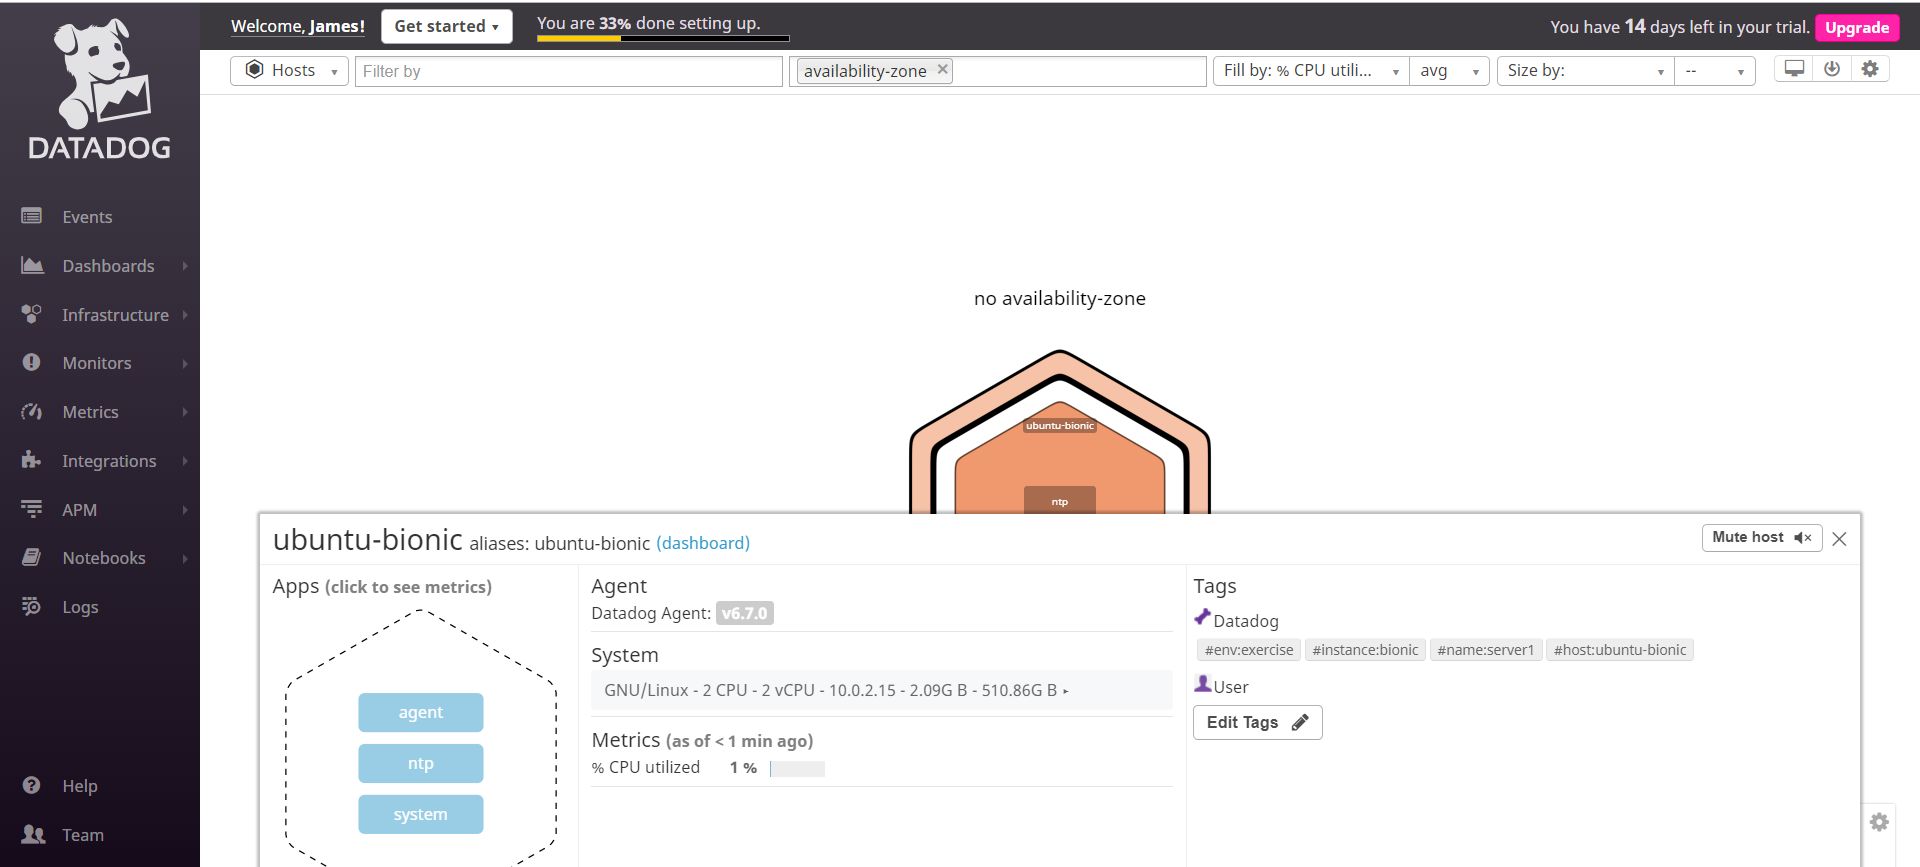 DATADOG
Events
Dashboards
Infrastructure
Monitors
Metrics
Integrations
APM
Notebooks
Logs
Help
Team
Welcome, James!
Get started
You are 33% done setting up.
You have 14 days left in your trial.
Upgrade
Hosts
Filter by
availability-zone ×
Fill by: % CPU utili...
avg
Size by:
--
no availability-zone
ubuntu-bionic
ntp
ubuntu-bionic aliases: ubuntu-bionic (dashboard)
Mute host
Apps (click to see metrics)
agent
ntp
system
Agent
Datadog Agent: v6.7.0
System
GNU/Linux - 2 CPU - 2 vCPU - 10.0.2.15 - 2.09G B - 510.86G B
Metrics (as of < 1 min ago)
% CPU utilized 1 %
Tags
Datadog
#env:exercise #instance:bionic #name:server1 #host:ubuntu-bionic
User
Edit Tags